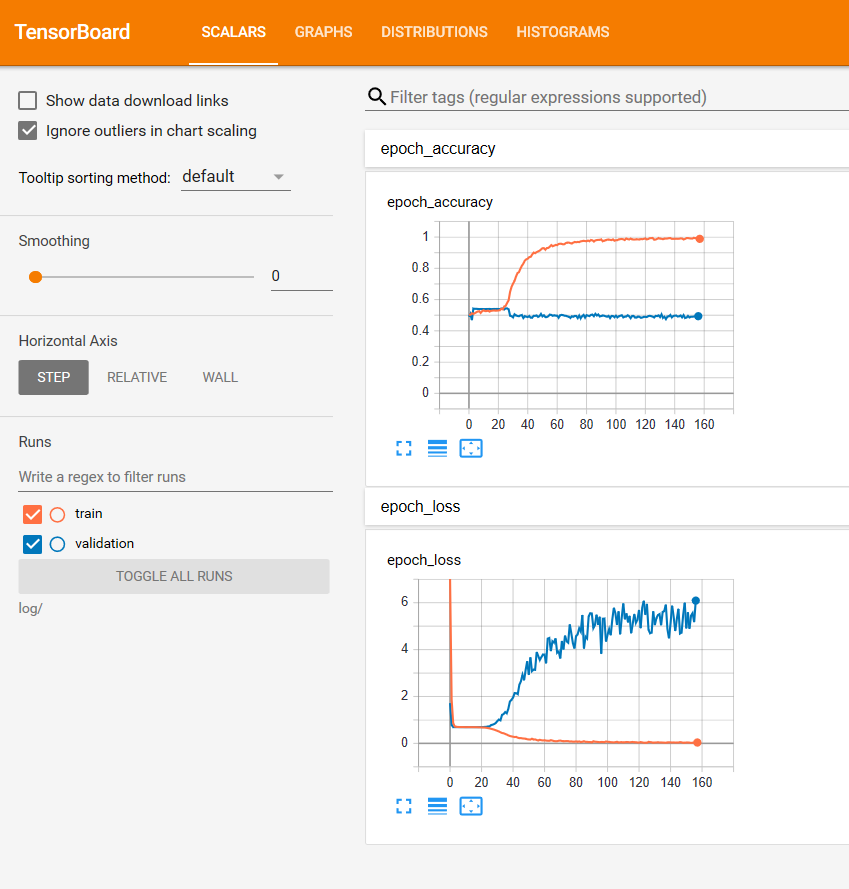 TensorBoard SCALARS GRAPHS DISTRIBUTIONS HISTOGRAMS
Show data download links
Ignore outliers in chart scaling
Tooltip sorting method: default
Smoothing
0
Horizontal Axis
STEP RELATIVE WALL
Runs
Write a regex to filter runs
train
validation
TOGGLE ALL RUNS
log/
Filter tags (regular expressions supported)
epoch_accuracy
epoch_accuracy
1
0.8
0.6
0.4
0.2
0
0 20 40 60 80 100 120 140 160
epoch_loss
epoch_loss
6
4
2
0
0 20 40 60 80 100 120 140 160